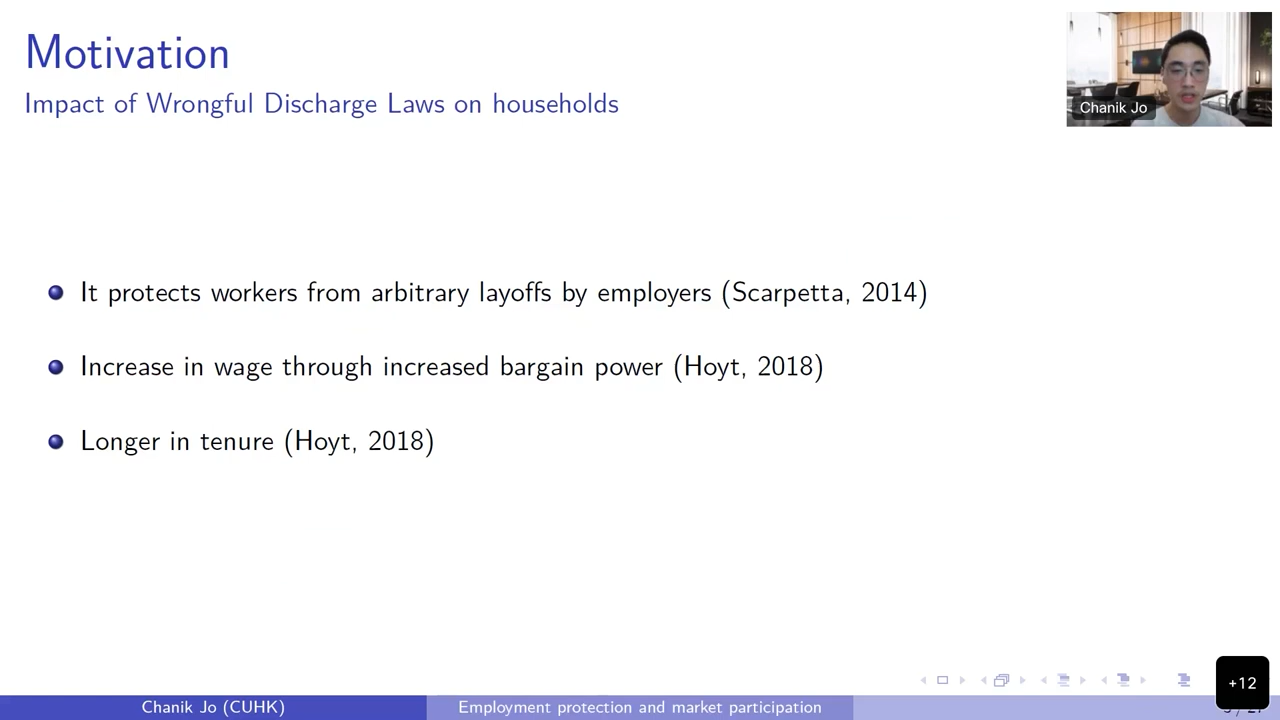 Motivation
Impact of Wrongful Discharge Laws on households
Chanik Jo
It protects workers from arbitrary layoffs by employers (Scarpetta, 2014)
Increase in wage through increased bargain power (Hoyt, 2018)
Longer in tenure (Hoyt, 2018)
+12
Chanik Jo (CUHK)
Employment protection and market participation